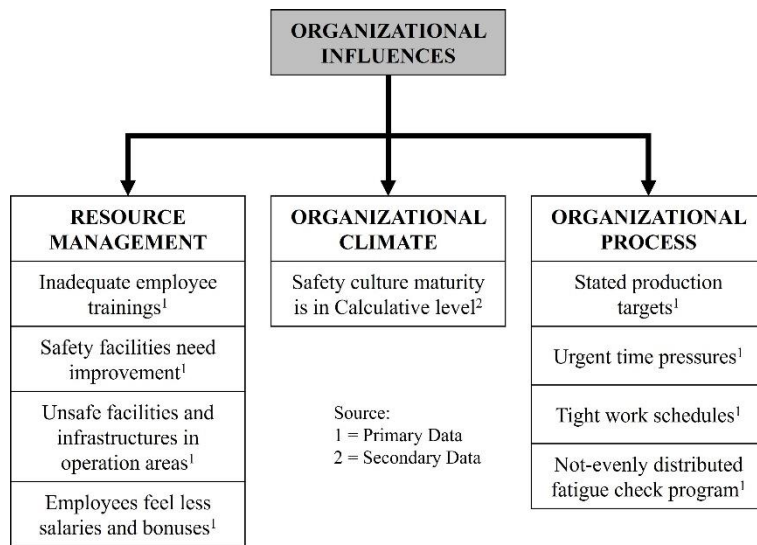 ORGANIZATIONAL
INFLUENCES
RESOURCE
MANAGEMENT
Inadequate employee
trainings¹
Safety facilities need
improvement¹
Unsafe facilities and
infrastructures in
operation areas¹
Employees feel less
salaries and bonuses¹
ORGANIZATIONAL
CLIMATE
Safety culture maturity
is in Calculative level²
Source:
1 = Primary Data
2 = Secondary Data
ORGANIZATIONAL
PROCESS
Stated production
targets¹
Urgent time pressures¹
Tight work schedules¹
Not-evenly distributed
fatigue check program¹